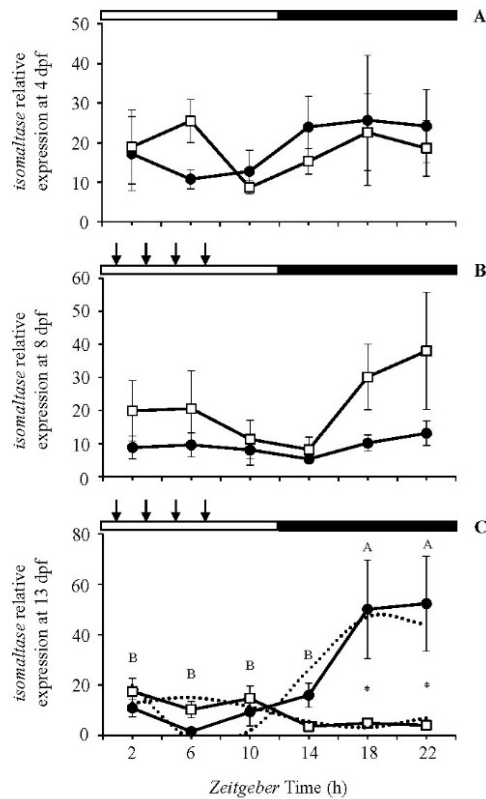 A
isomaltase relative
expression at 4 dpf
50
40
30
20
10
0
B
isomaltase relative
expression at 8 dpf
60
50
40
30
20
10
0
C
isomaltase relative
expression at 13 dpf
80
60
40
20
0
A A
B B B B
* *
2 6 10 14 18 22
Zeitgeber Time (h)